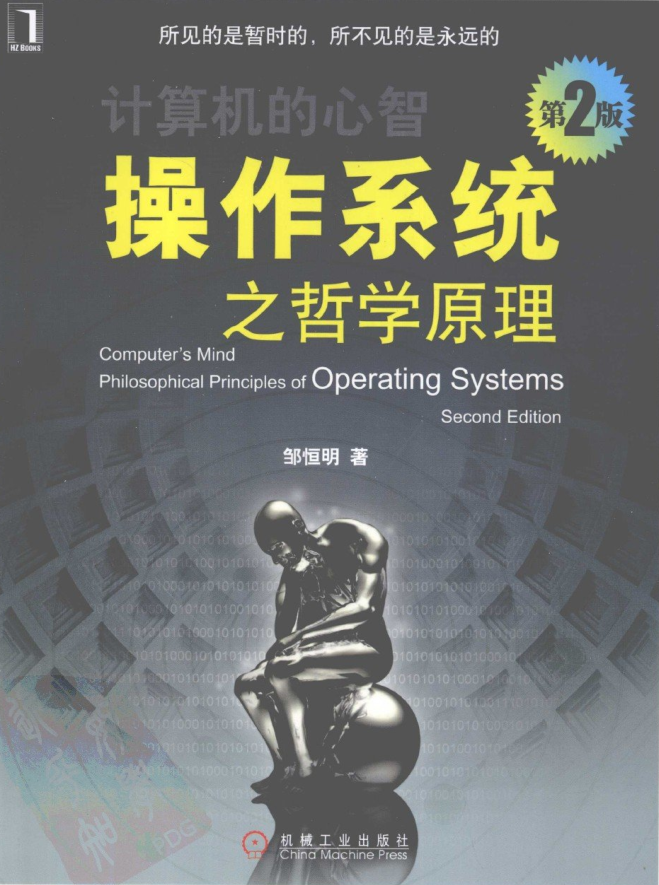 HZ BOOKS
所见的是暂时的，所不见的是永远的
计算机的心智
第2版
操作系统
之哲学原理
Computer's Mind
Philosophical Principles of Operating Systems
Second Edition
邹恒明 著
PDG
机械工业出版社
China Machine Press